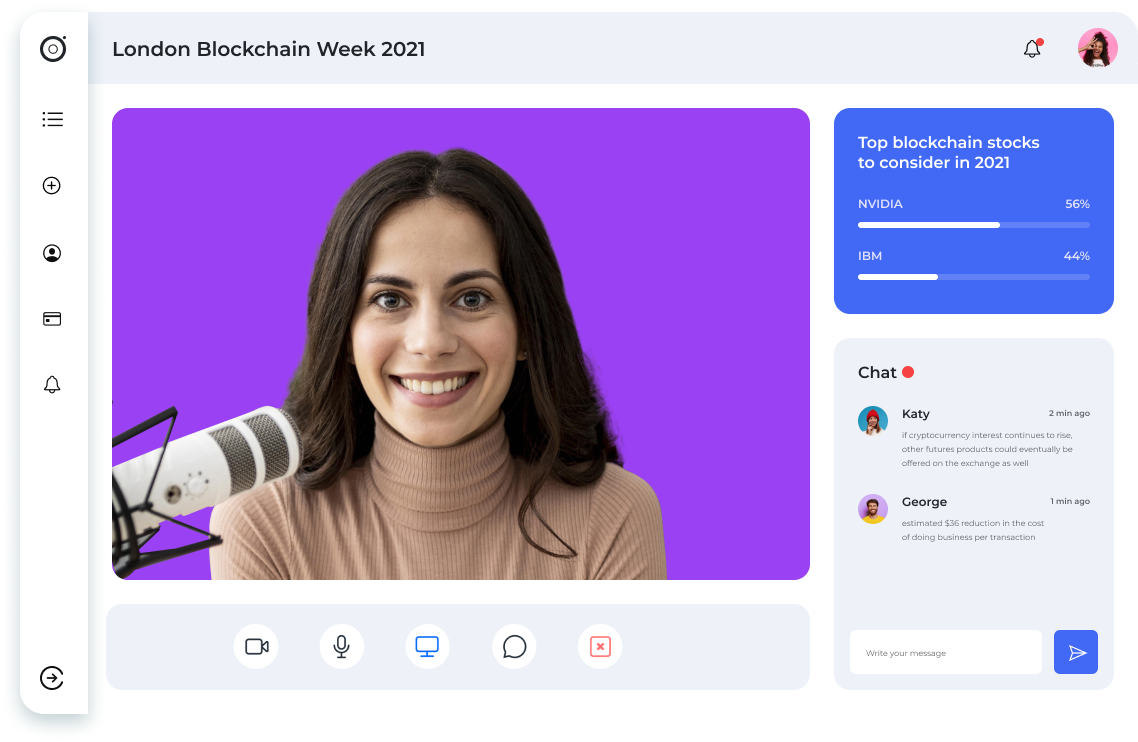 London Blockchain Week 2021
Top blockchain stocks
to consider in 2021
NVIDIA 56%
IBM 44%
Chat
Katy 2 min ago
if cryptocurrency interest continues to rise,
other futures products could eventually be
offered on the exchange as well
George 1 min ago
estimated $36 reduction in the cost
of doing business per transaction
Write your message